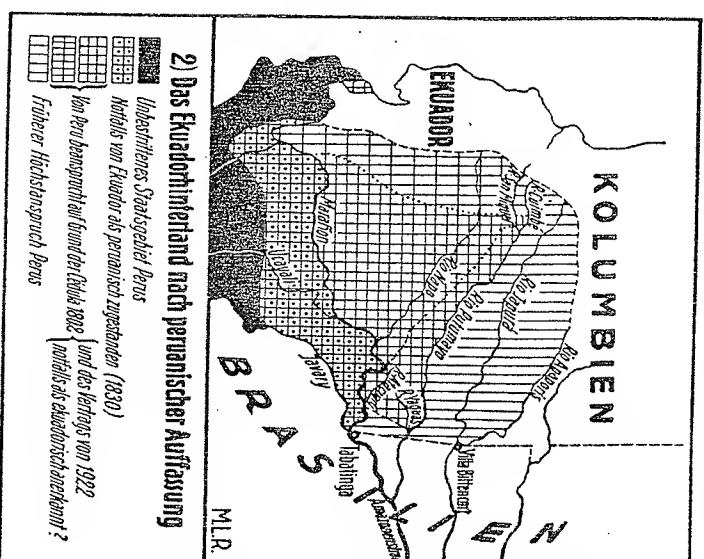 KOLUMBIEN
EKUADOR
BRASILIEN
Rio Apaporis
Rio Japurá
Rio Putumayo
Rio Napo
Marañon
Ucayali
Javary
Tabatinga
Villa Bittencourt
M.L.R.
2) Das Ekuadorhinterland nach peruanischer Auffassung
Unbestrittenes Staatsgebiet Perus
Notfalls von Ekuador als peruanisch zugestanden (1830)
Von Peru beansprucht auf Grund der Cédula 1802 { und des Vertrags von 1922
{ notfalls als ekuadorisch anerkannt ?
Früherer Höchstanspruch Perus